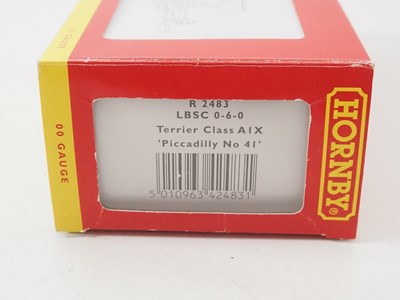 R 2483
LBSC 0-6-0
Terrier Class A1X
'Piccadilly No 41'
5 010963 424831
00 GAUGE
HORNBY®